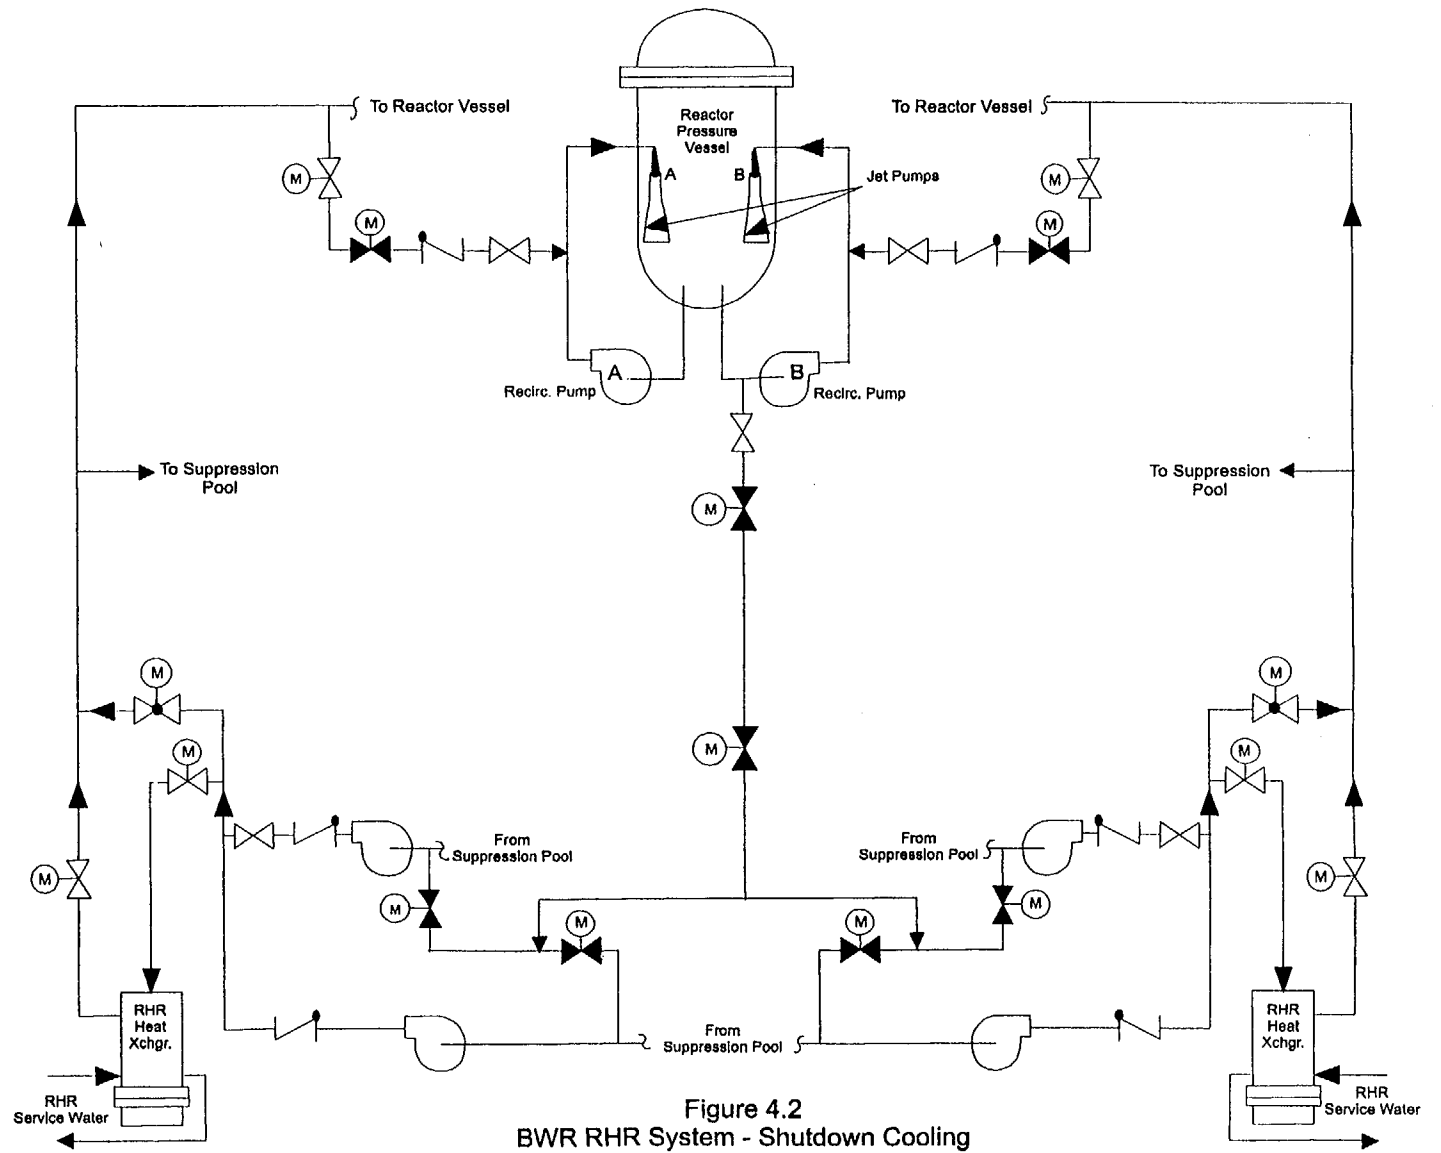 To Reactor Vessel
To Reactor Vessel
Reactor
Pressure
Vessel
M
M
A
B
Jet Pumps
M
M
A
B
Recirc. Pump
Recirc. Pump
To Suppression
Pool
To Suppression
Pool
M
M
M
M
M
M
M
From
Suppression Pool
From
Suppression Pool
M
M
M
M
M
M
RHR
Heat
Xchgr.
From
Suppression Pool
RHR
Heat
Xchgr.
RHR
Service Water
RHR
Service Water
Figure 4.2
BWR RHR System - Shutdown Cooling